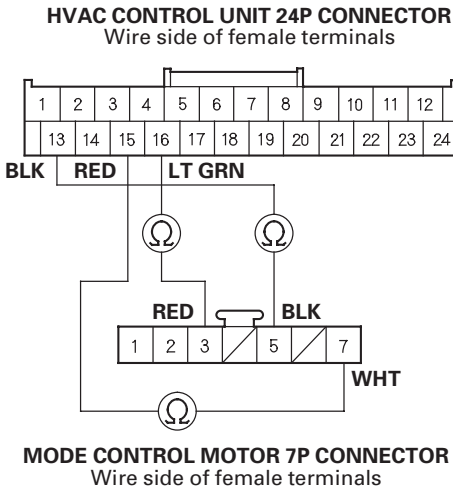 HVAC CONTROL UNIT 24P CONNECTOR
Wire side of female terminals
1 2 3 4 5 6 7 8 9 10 11 12
13 14 15 16 17 18 19 20 21 22 23 24
BLK RED LT GRN
Ω Ω
RED BLK
1 2 3 5 7
WHT
Ω
MODE CONTROL MOTOR 7P CONNECTOR
Wire side of female terminals